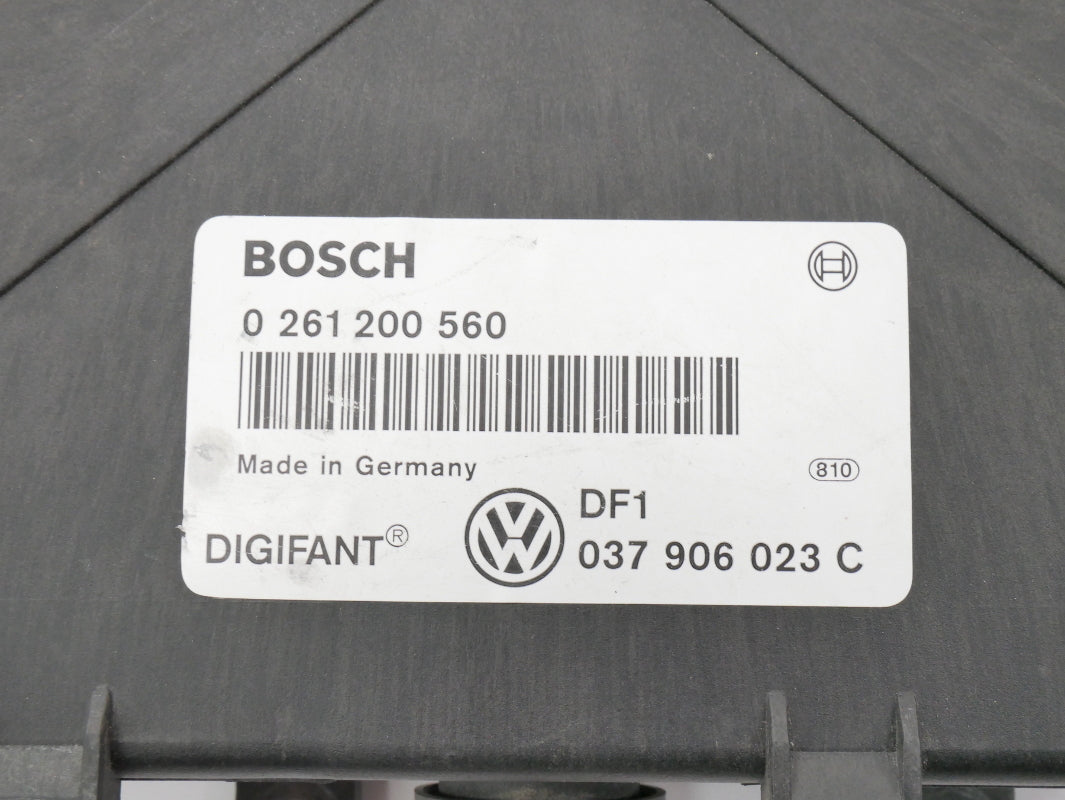 BOSCH
0 261 200 560
Made in Germany
810
DF1
DIGIFANT®
037 906 023 C